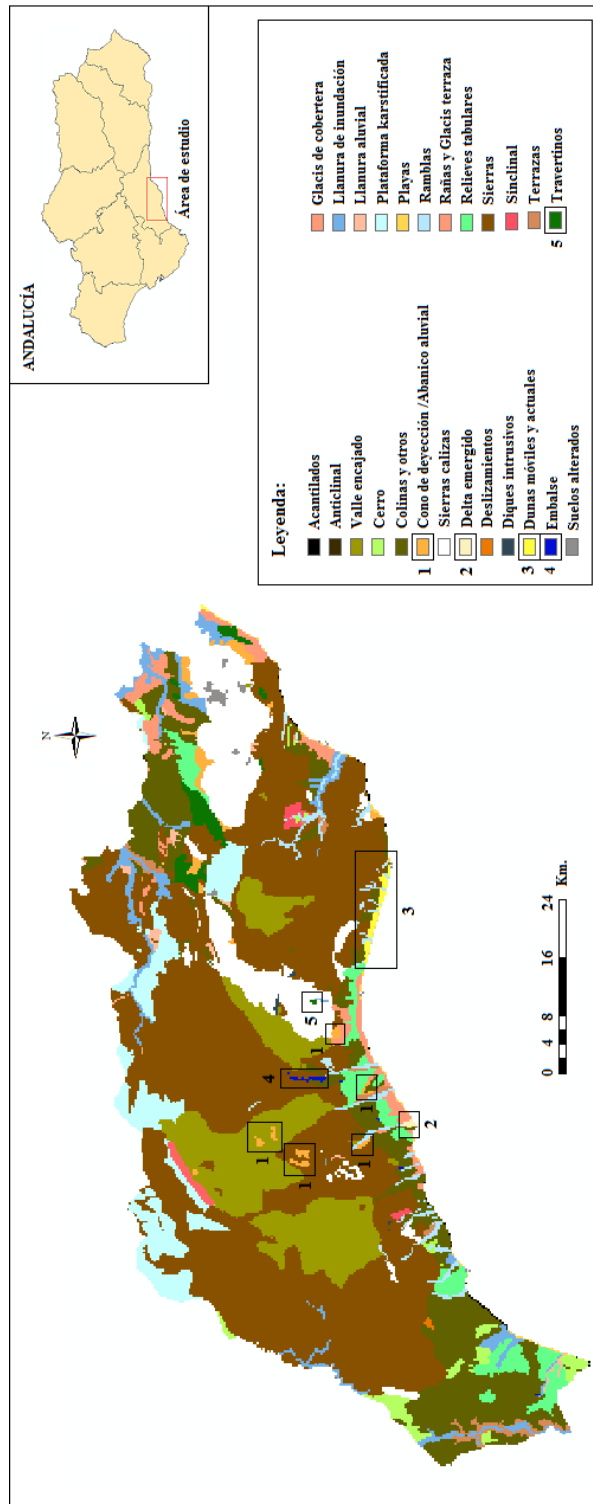 ANDALUCÍA
Área de estudio
N
1
1
1
1
1
2
3
4
5
0 4 8 16 24
Km.
Leyenda:
Acantilados
Anticlinal
Valle encajado
Cerro
Colinas y otros
1 Cono de deyección /Abanico aluvial
Sierras calizas
2 Delta emergido
Deslizamientos
Diques intrusivos
3 Dunas móviles y actuales
4 Embalse
Suelos alterados
Glacis de cobertera
Llanura de inundación
Llanura aluvial
Plataforma karstificada
Playas
Ramblas
Rañas y Glacis terraza
Relieves tabulares
Sierras
Sinclinal
Terrazas
5 Travertinos